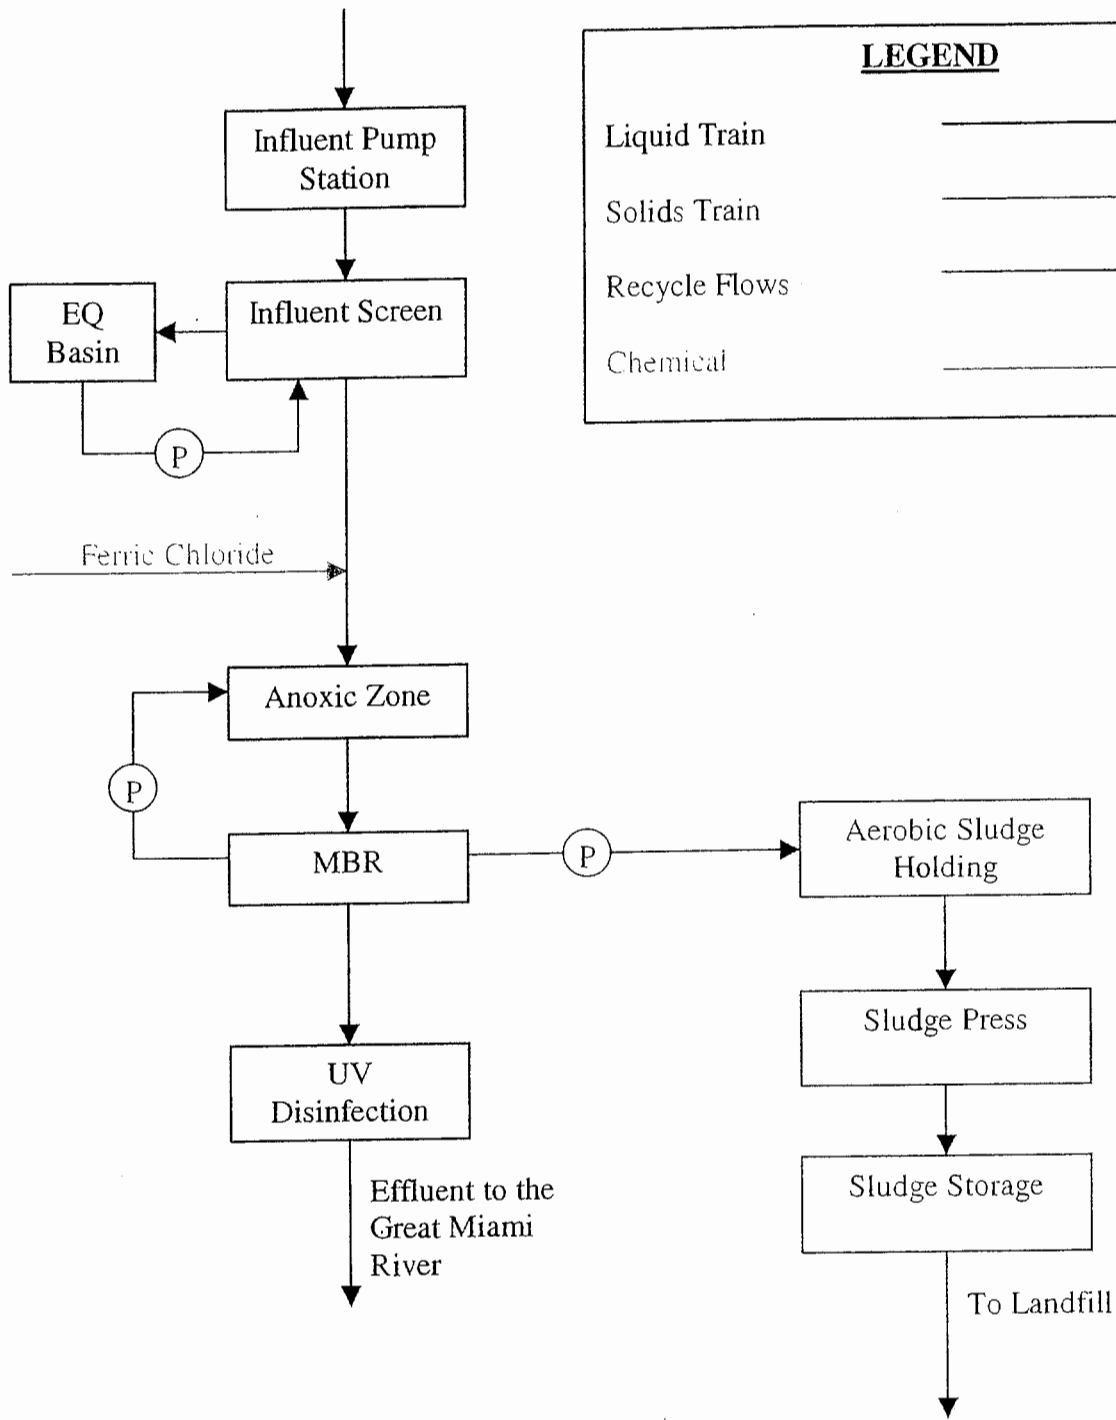 LEGEND
Liquid Train
Solids Train
Recycle Flows
Chemical
Influent Pump
Station
EQ
Basin
Influent Screen
P
Ferric Chloride
Anoxic Zone
P
MBR
P
Aerobic Sludge
Holding
Sludge Press
UV
Disinfection
Sludge Storage
Effluent to the
Great Miami
River
To Landfill